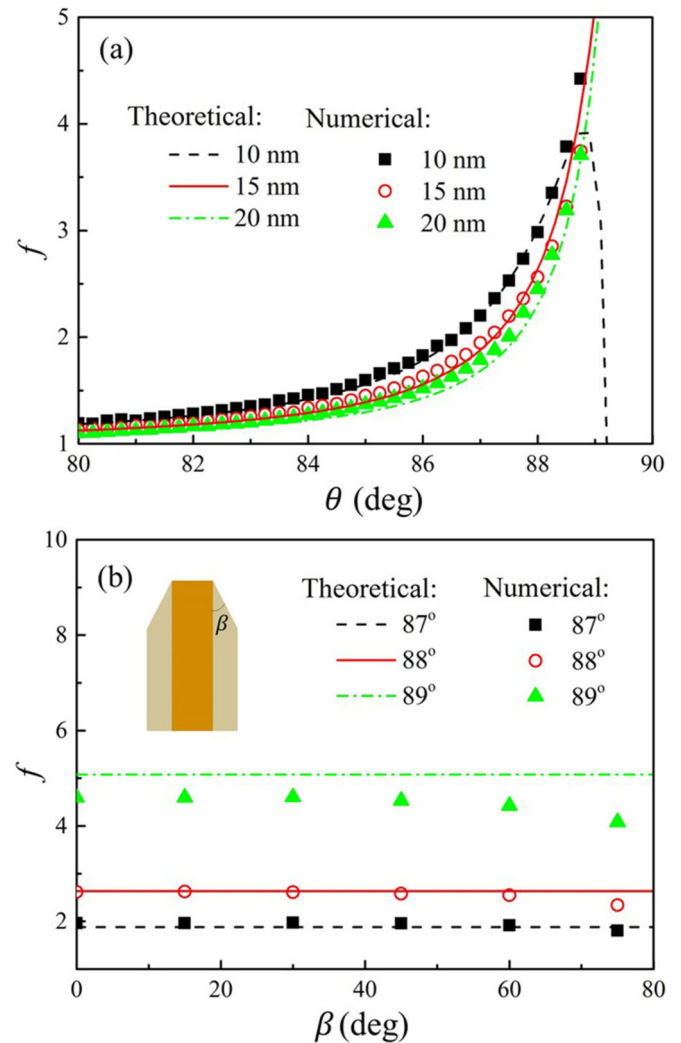 (a)
Theoretical: Numerical:
10 nm 10 nm
15 nm 15 nm
20 nm 20 nm
5
4
3
2
1
f
80 82 84 86 88 90
θ (deg)
(b)
β
Theoretical: Numerical:
87° 87°
88° 88°
89° 89°
10
8
6
4
2
f
0 20 40 60 80
β (deg)